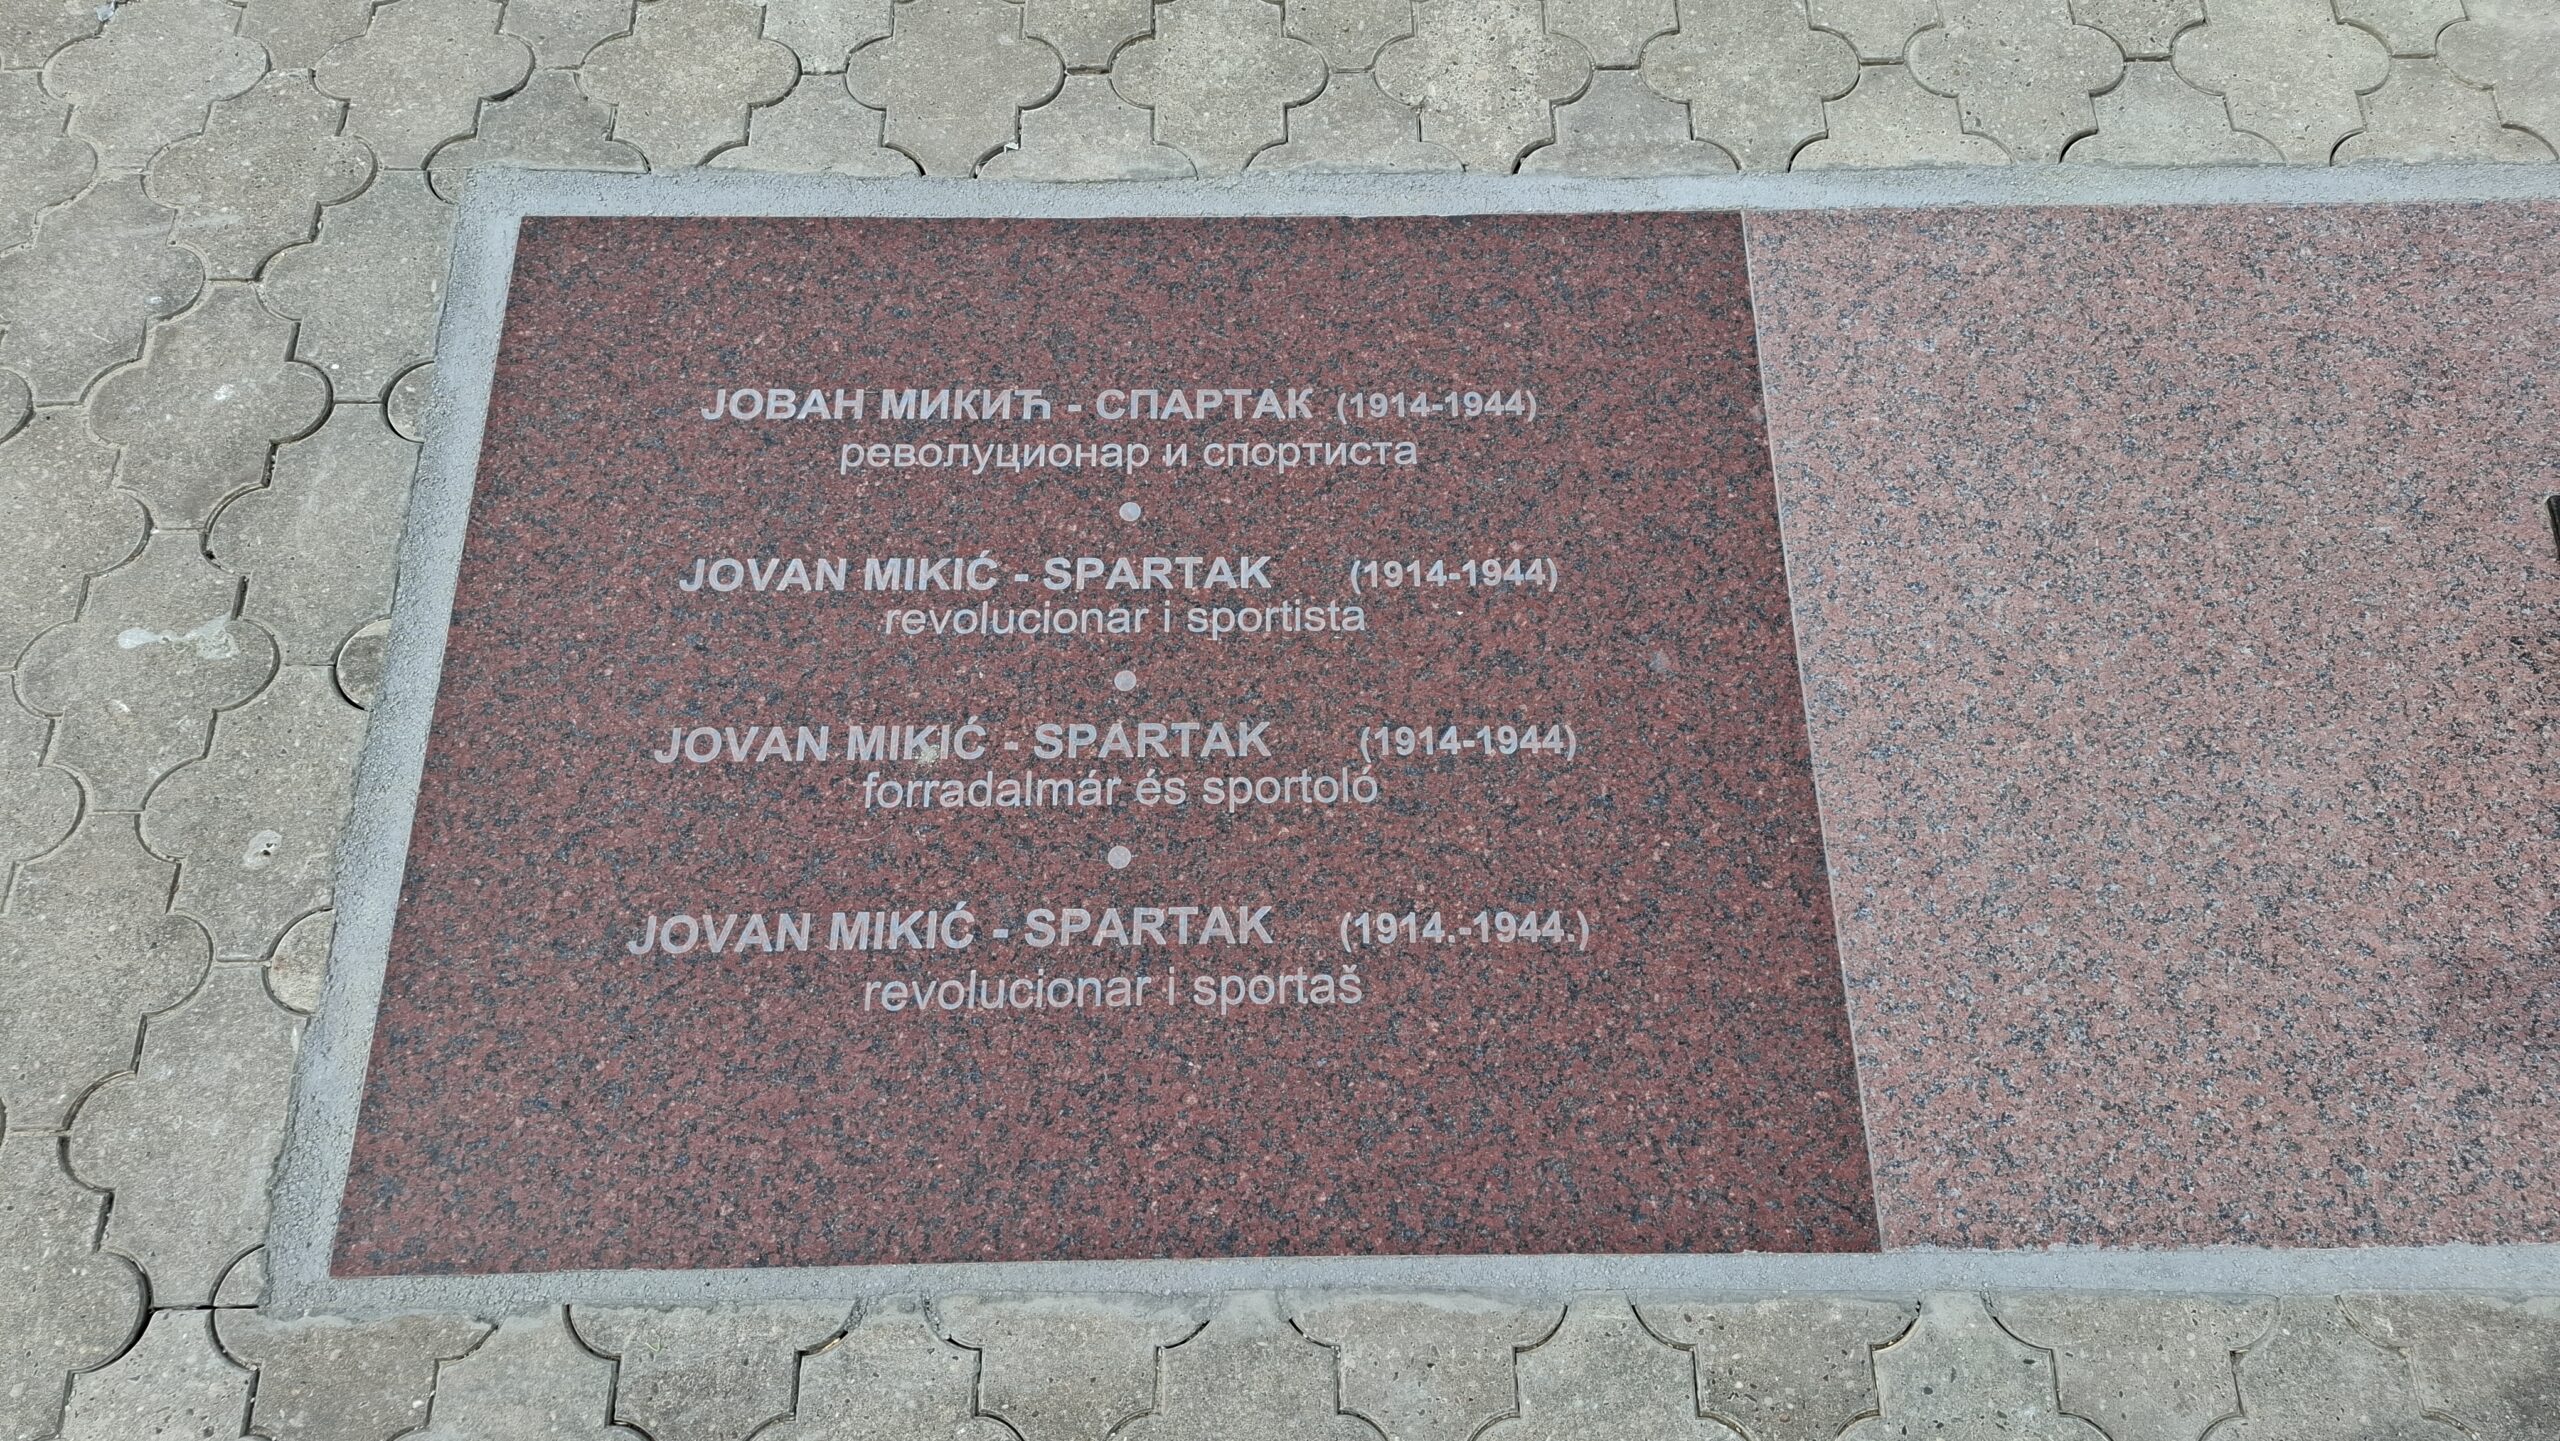 ЈОВАН МИКИЋ - СПАРТАК (1914-1944)
револуционар и спортиста
JOVAN MIKIĆ - SPARTAK (1914-1944)
revolucionar i sportista
JOVAN MIKIĆ - SPARTAK (1914-1944)
forradalmár és sportoló
JOVAN MIKIĆ - SPARTAK (1914.-1944.)
revolucionar i sportaš